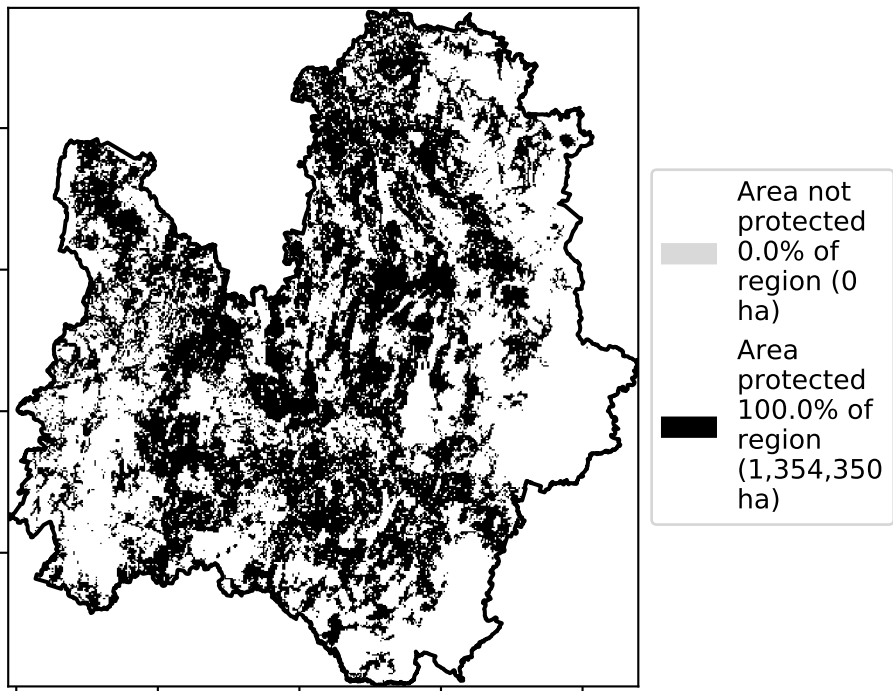 Area not
protected
0.0% of
region (0
ha)
Area
protected
100.0% of
region
(1,354,350
ha)